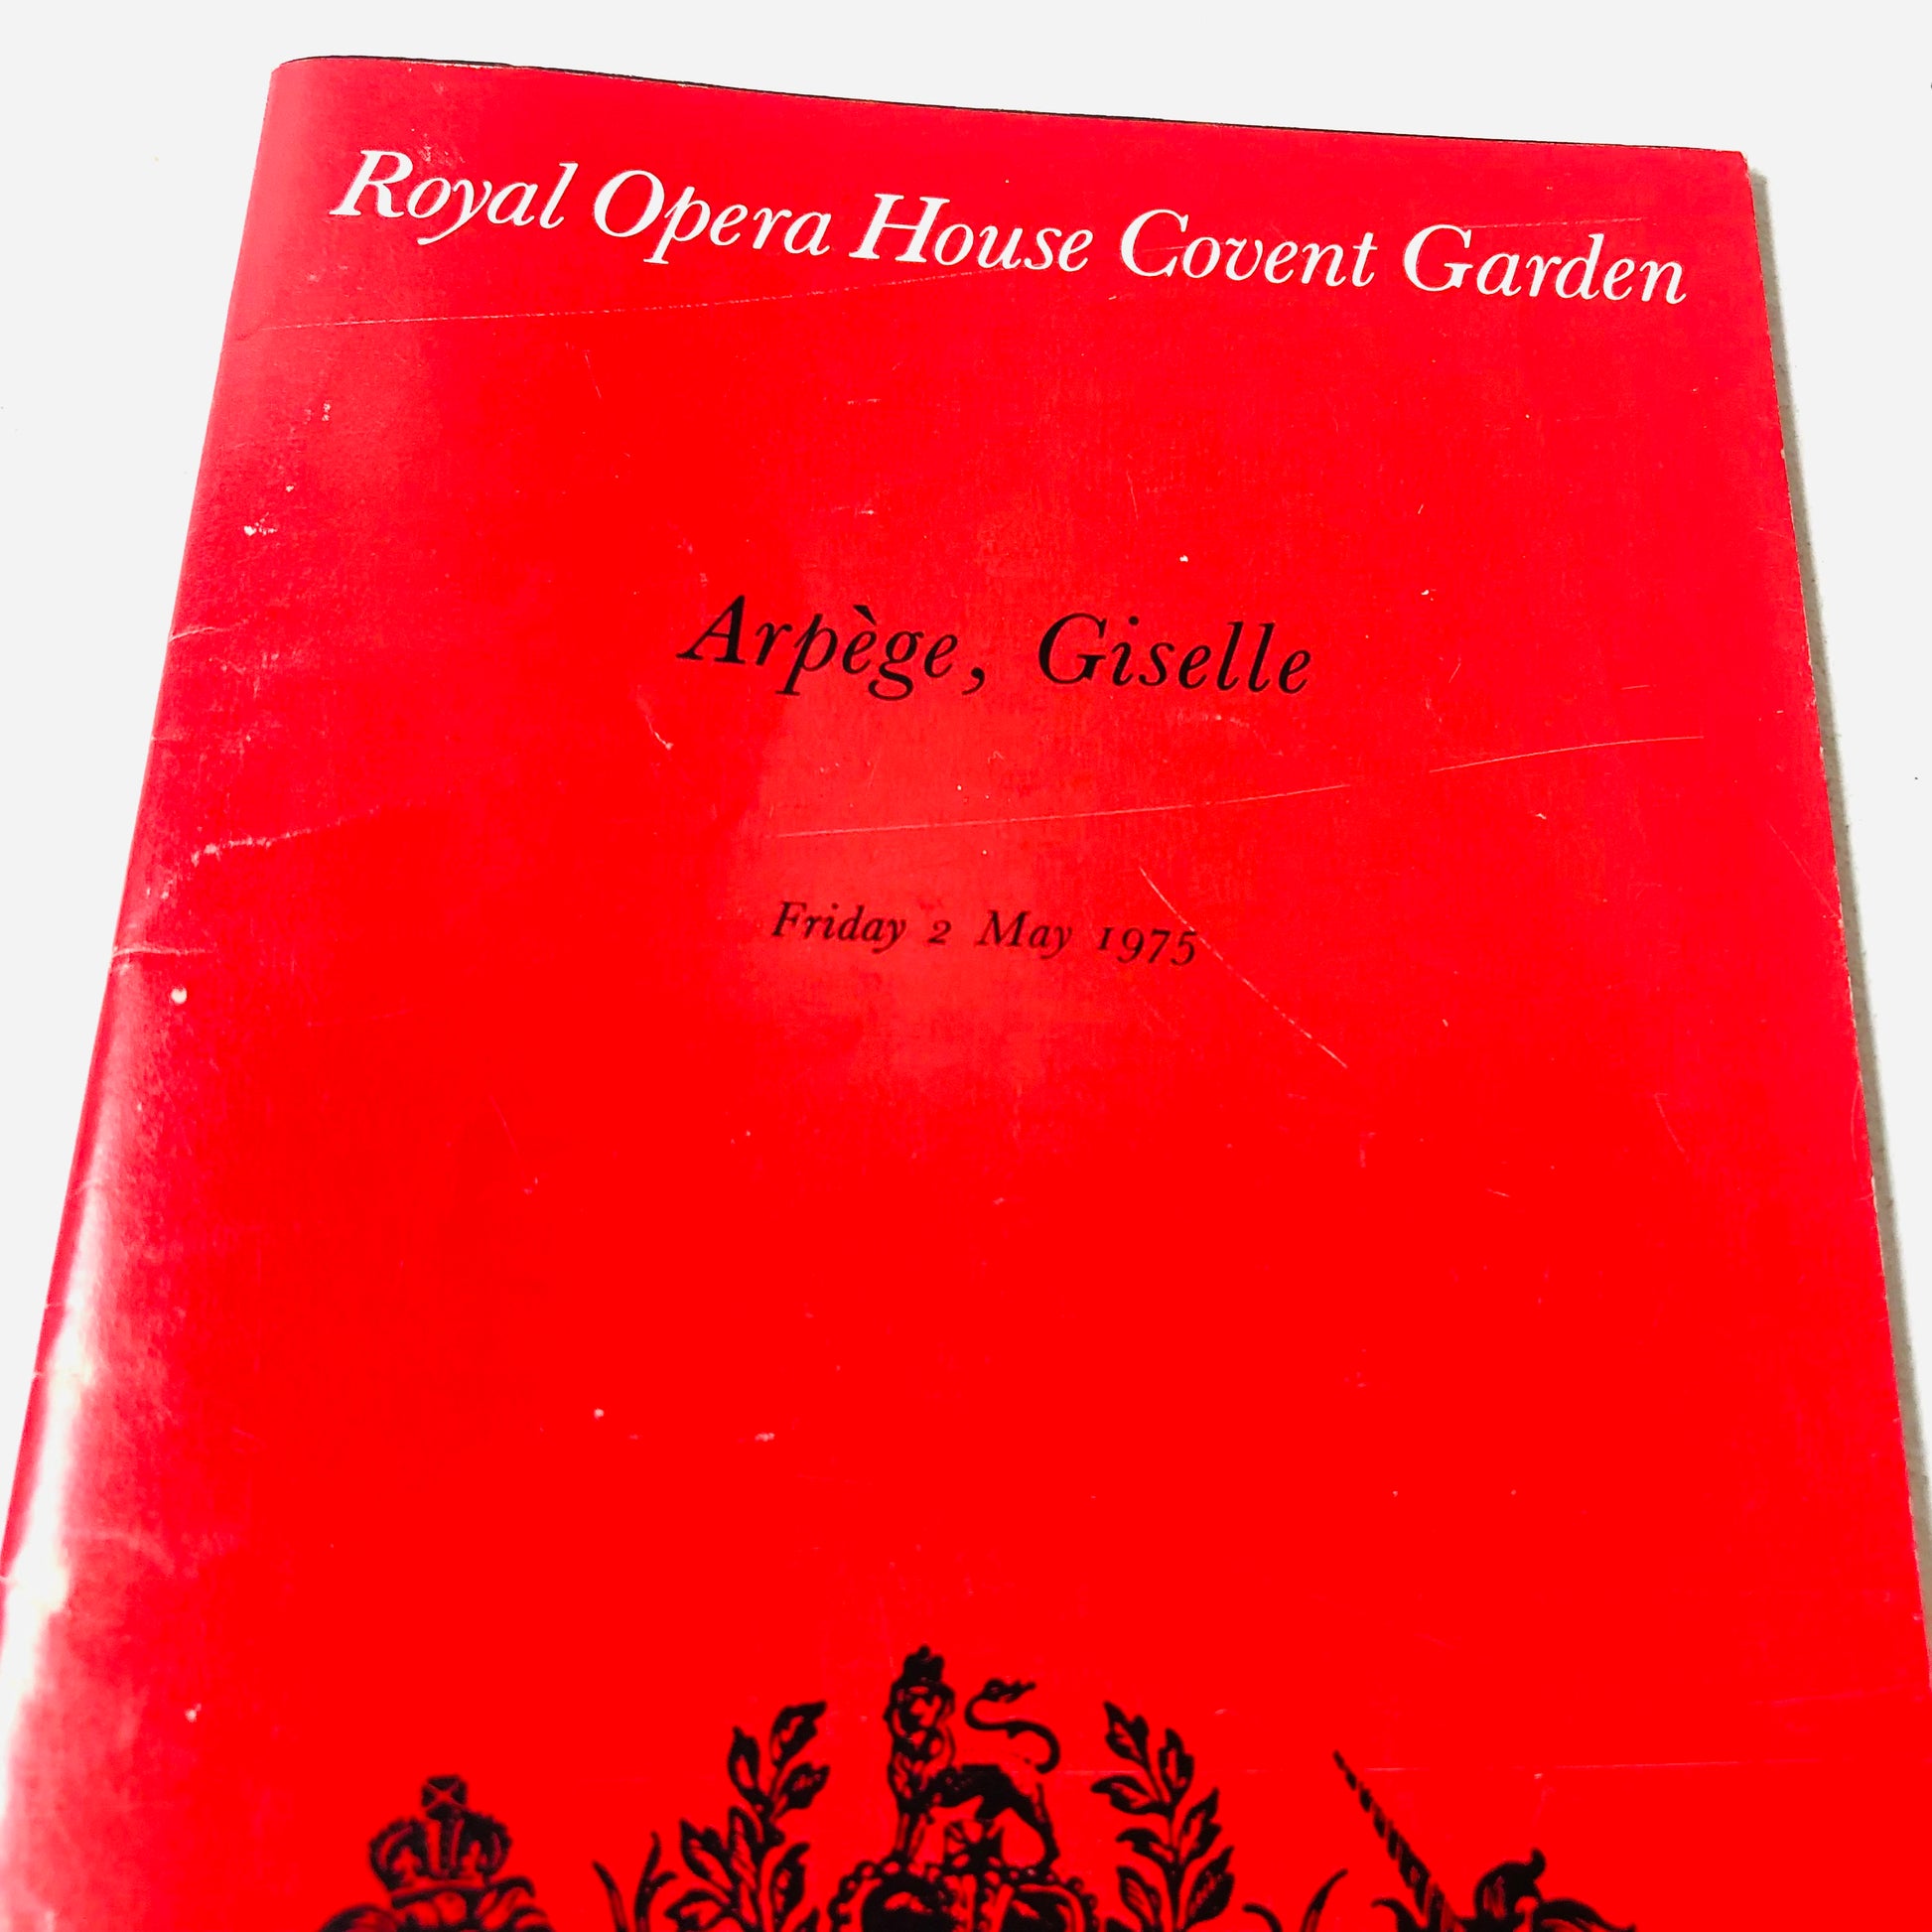 Royal Opera House Covent Garden
Arpège, Giselle
Friday 2 May 1975